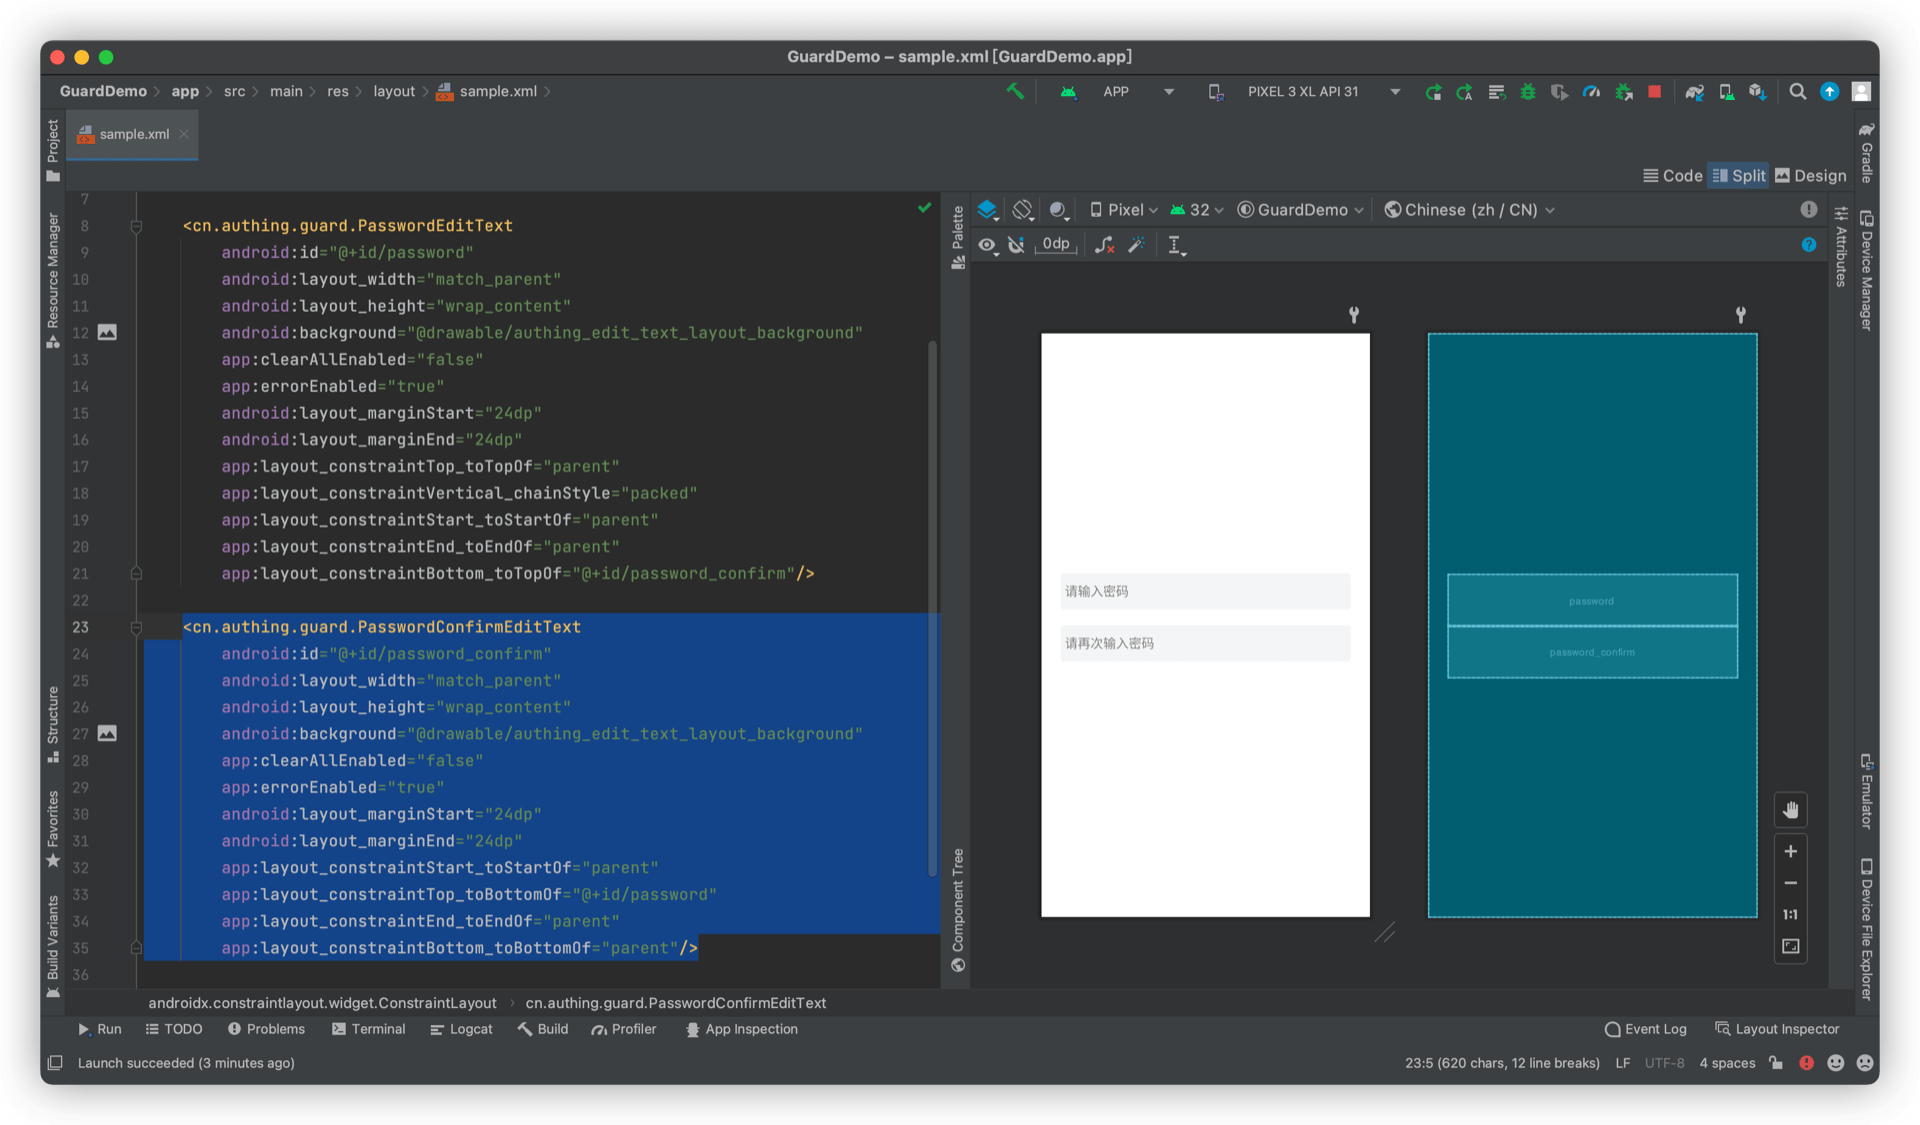 GuardDemo – sample.xml [GuardDemo.app]
GuardDemo app src main res layout sample.xml
APP PIXEL 3 XL API 31
Project
sample.xml
Code Split Design
Gradle
Resource Manager
Structure
Favorites
Build Variants
7
8 <cn.authing.guard.PasswordEditText
9 android:id="@+id/password"
10 android:layout_width="match_parent"
11 android:layout_height="wrap_content"
12 android:background="@drawable/authing_edit_text_layout_background"
13 app:clearAllEnabled="false"
14 app:errorEnabled="true"
15 android:layout_marginStart="24dp"
16 android:layout_marginEnd="24dp"
17 app:layout_constraintTop_toTopOf="parent"
18 app:layout_constraintVertical_chainStyle="packed"
19 app:layout_constraintStart_toStartOf="parent"
20 app:layout_constraintEnd_toEndOf="parent"
21 app:layout_constraintBottom_toTopOf="@+id/password_confirm"/>
22
23 <cn.authing.guard.PasswordConfirmEditText
24 android:id="@+id/password_confirm"
25 android:layout_width="match_parent"
26 android:layout_height="wrap_content"
27 android:background="@drawable/authing_edit_text_layout_background"
28 app:clearAllEnabled="false"
29 app:errorEnabled="true"
30 android:layout_marginStart="24dp"
31 android:layout_marginEnd="24dp"
32 app:layout_constraintStart_toStartOf="parent"
33 app:layout_constraintTop_toBottomOf="@+id/password"
34 app:layout_constraintEnd_toEndOf="parent"
35 app:layout_constraintBottom_toBottomOf="parent"/>
36
Palette
Component Tree
Pixel 32 GuardDemo Chinese (zh / CN)
0dp
请输入密码
请再次输入密码
password
password_confirm
1:1
Attributes
Device Manager
Emulator
Device File Explorer
androidx.constraintlayout.widget.ConstraintLayout cn.authing.guard.PasswordConfirmEditText
Run TODO Problems Terminal Logcat Build Profiler App Inspection Event Log Layout Inspector
Launch succeeded (3 minutes ago) 23:5 (620 chars, 12 line breaks) LF UTF-8 4 spaces